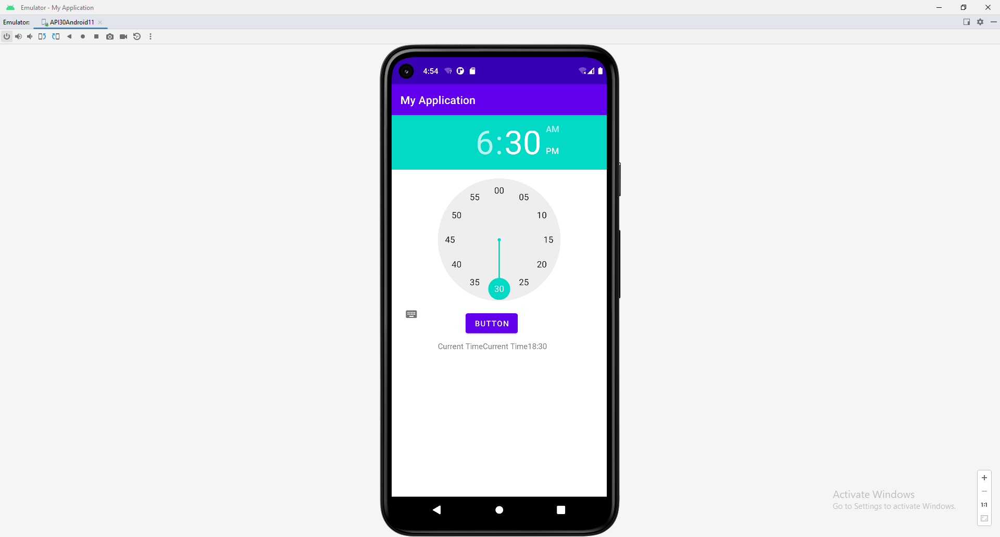 Emulator - My Application
Emulator:
API30Android11
4:54
My Application
6:30
AM
PM
00
05
10
15
20
25
30
35
40
45
50
55
BUTTON
Current TimeCurrent Time18:30
Activate Windows
Go to Settings to activate Windows.
1:1